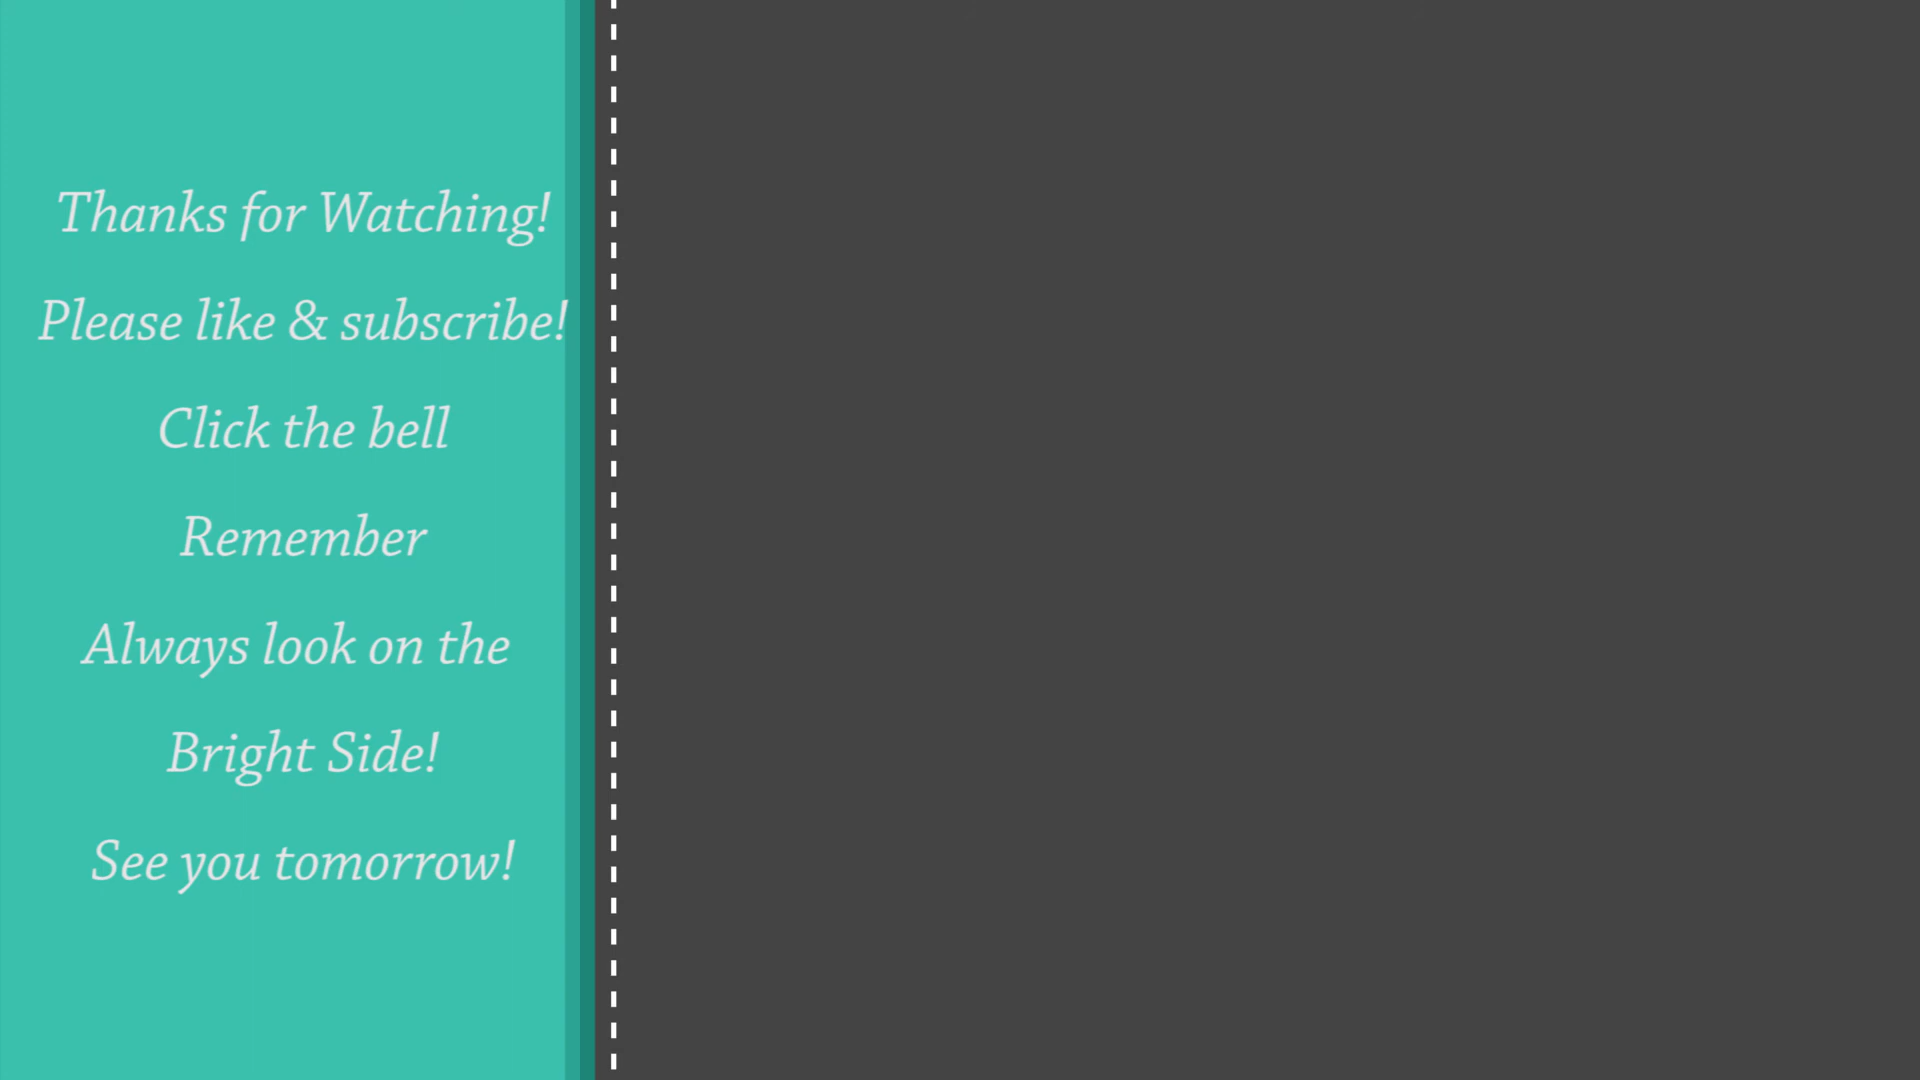 Thanks for Watching!
Please like & subscribe!
Click the bell
Remember
Always look on the
Bright Side!
See you tomorrow!